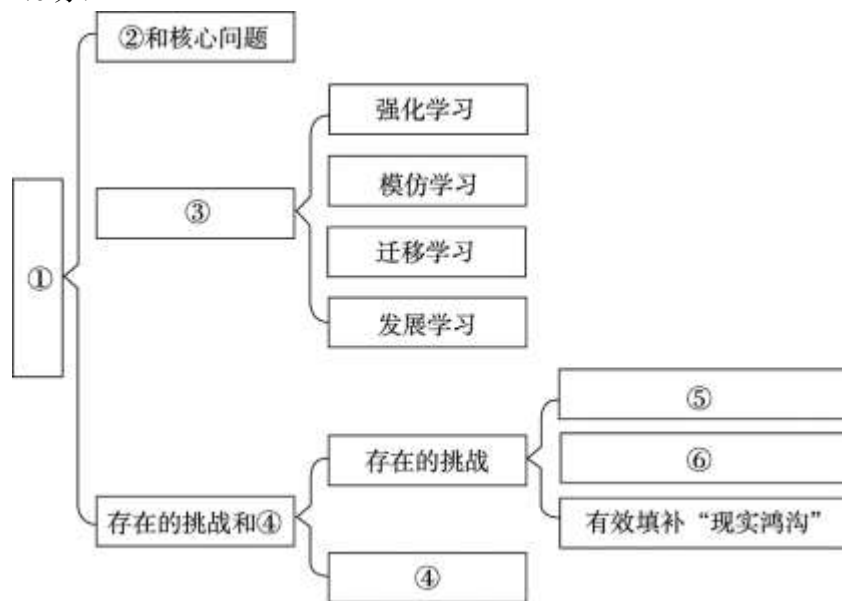 ②和核心问题
强化学习
模仿学习
③
迁移学习
①
发展学习
⑤
存在的挑战
⑥
存在的挑战和④
有效填补“现实鸿沟”
④